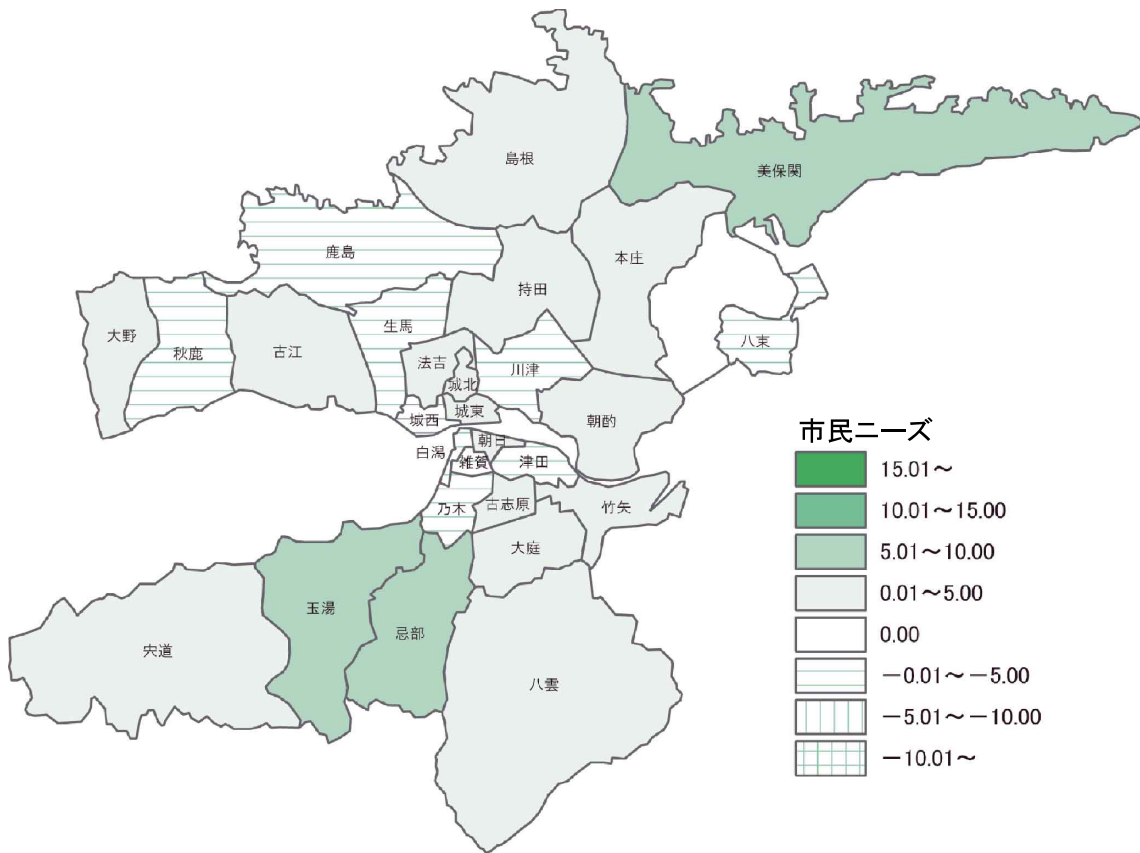 島根
美保関
鹿島
本庄
持田
大野
秋鹿
古江
生馬
八束
法吉
川津
城北
城西
城東
朝酌
白潟
朝日
雑賀
津田
乃木
古志原
竹矢
大庭
玉湯
忌部
宍道
八雲
市民ニーズ
15.01～
10.01～15.00
5.01～10.00
0.01～5.00
0.00
－0.01～－5.00
－5.01～－10.00
－10.01～